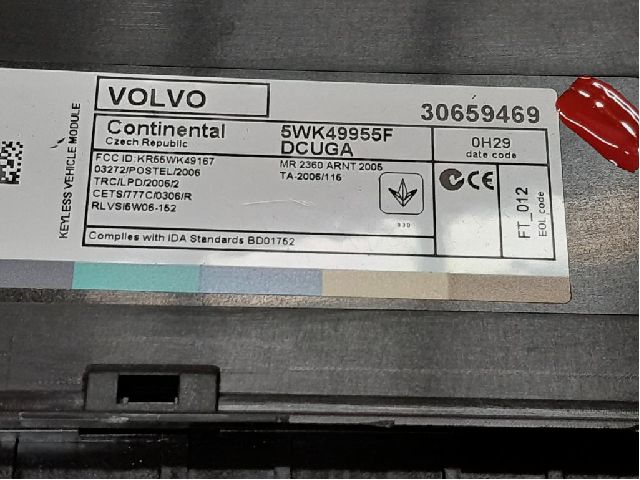 VOLVO
30659469
KEYLESS VEHICLE MODULE
Continental
Czech Republic
5WK49955F
DCUGA
0H29
date code
FCC ID: KR55WK49167
03272/POSTEL/2006
TRC/LPD/2006/2
CETS/777C/0306/R
RLVSI6W06-152
MR 2360 ARNT 2005
TA-2006/116
CE
FT_012
EOL code
Complies with IDA Standards BD01752